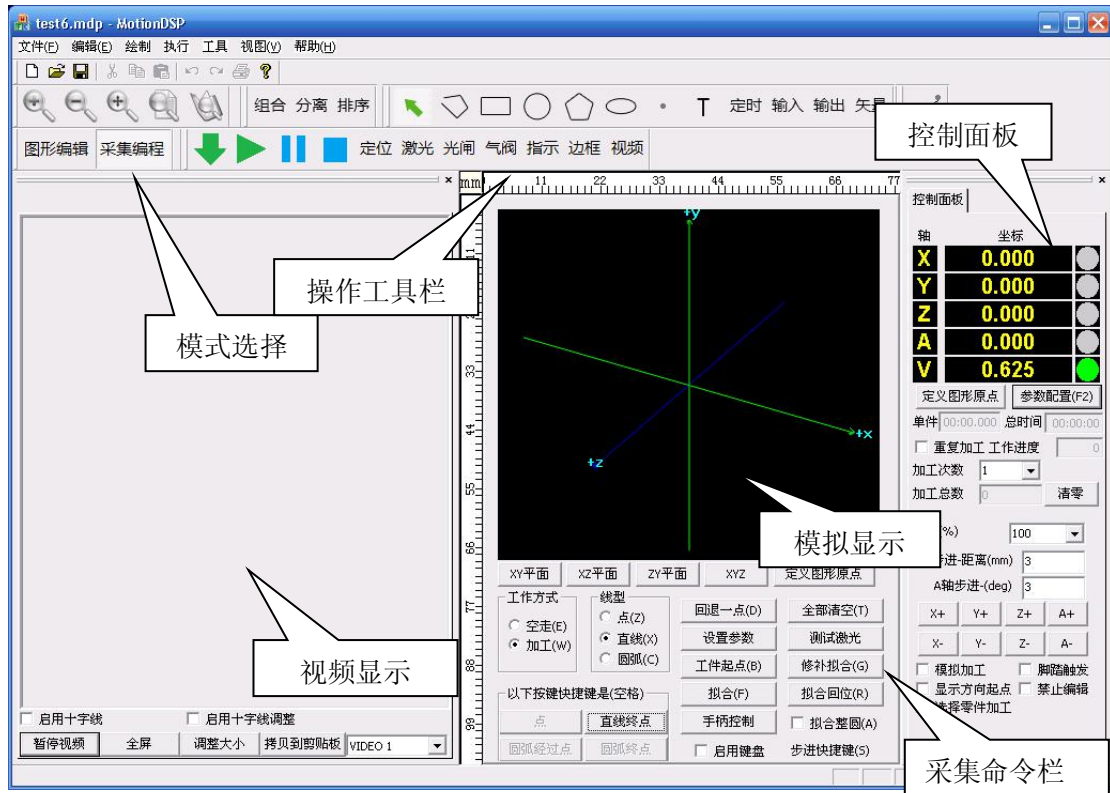 test6.mdp - MotionDSP
文件(F) 编辑(E) 绘制 执行 工具 视图(V) 帮助(H)
组合 分离 排序 T 定时 输入 输出
图形编辑 采集编程 定位 激光 光闸 气阀 指示 边框 视频
控制面板
mm 11 22 33 44 55 66 77
控制面板
轴 坐标
X 0.000
Y 0.000
Z 0.000
A 0.000
V 0.625
定义图形原点 参数配置(F2)
单件 00:00.000 总时间 00:00:00
重复加工 工作进度 0
加工次数 1
加工总数 0 清零
%) 100
进-距离(mm) 3
A轴步进-(deg) 3
X+ Y+ Z+ A+
X- Y- Z- A-
模拟加工 脚踏触发
显示方向起点 禁止编辑
选择零件加工
操作工具栏
模式选择
视频显示
模拟显示
采集命令栏
+y
+x
+z
11
33
44
55
66
77
88
99
XY平面 XZ平面 ZY平面 XYZ 定义图形原点
工作方式 线型
空走(E)
加工(W)
点(Z)
直线(X)
圆弧(C)
回退一点(D) 全部清空(T)
设置参数 测试激光
工件起点(B) 修补拟合(G)
拟合(F) 拟合回位(R)
手柄控制 拟合整圆(A)
启用键盘 步进快捷键(S)
以下按键快捷键是(空格)
点 直线终点
圆弧经过点 圆弧终点
启用十字线 启用十字线调整
暂停视频 全屏 调整大小 拷贝到剪贴板 VIDEO 1